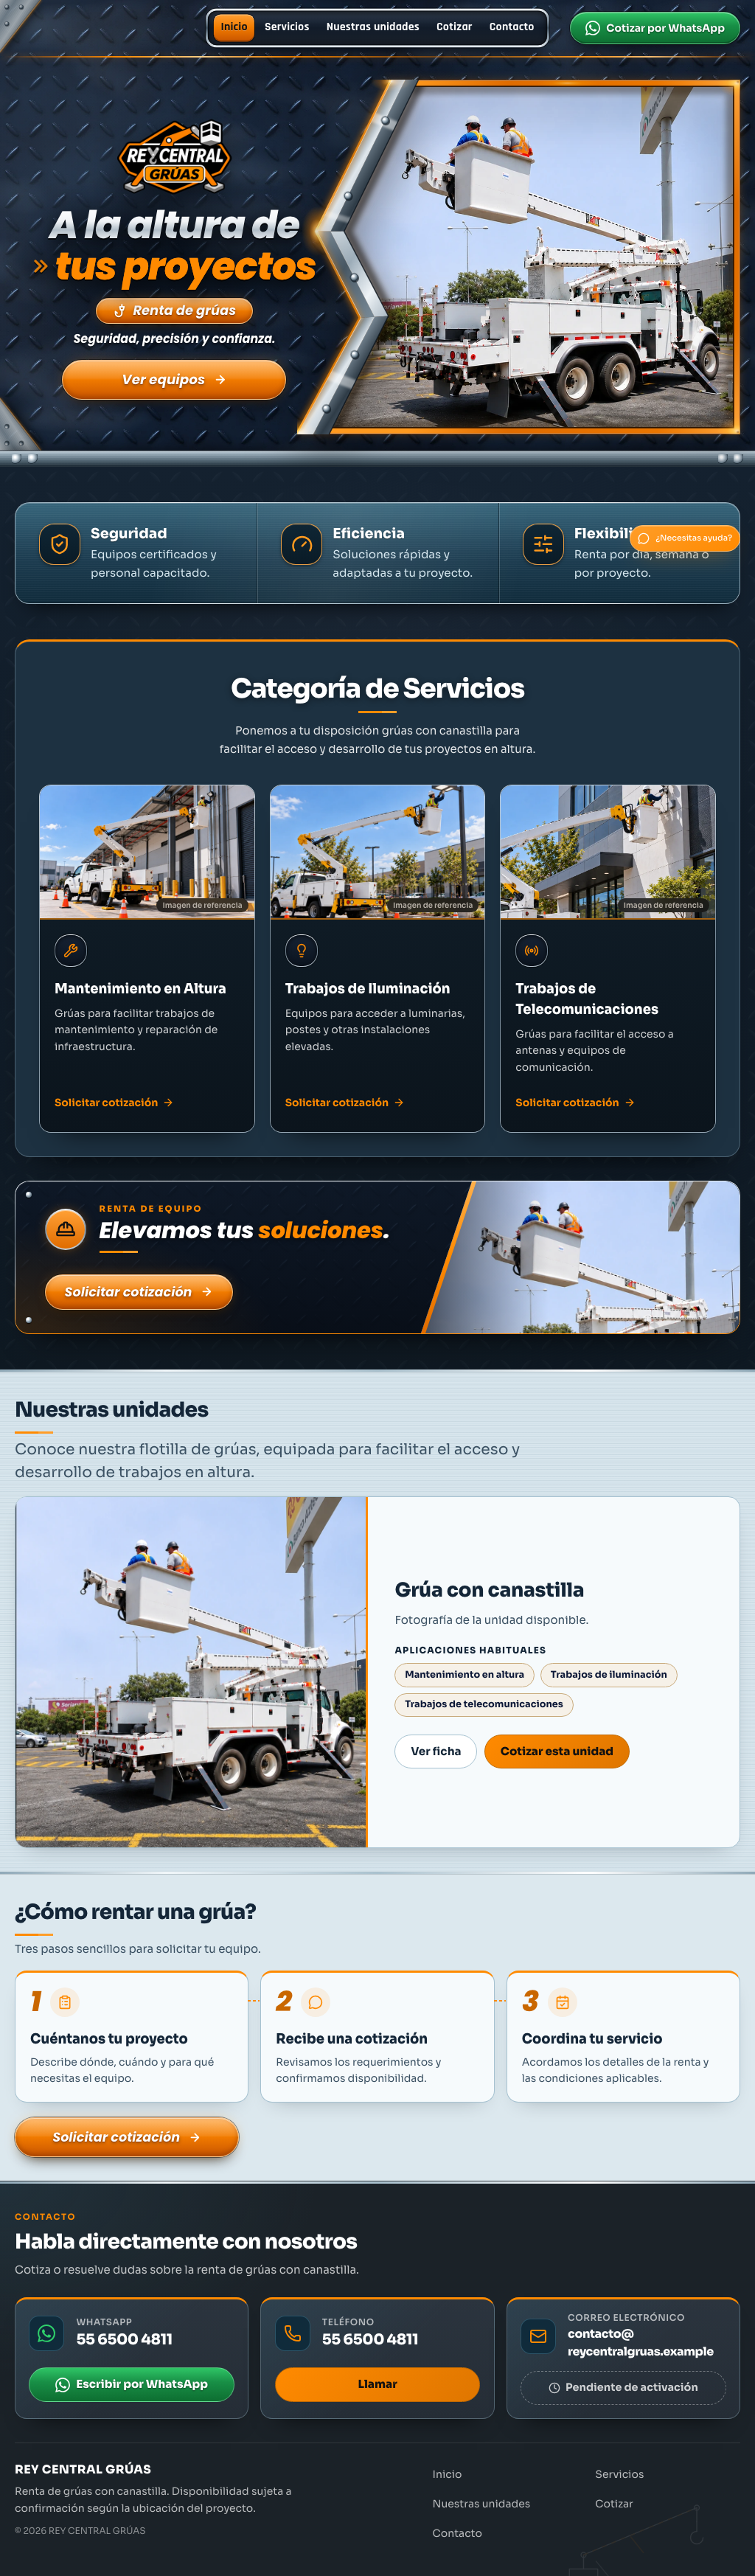 Inicio Servicios Nuestras unidades Cotizar Contacto
Cotizar por WhatsApp
REY CENTRAL
GRÚAS
A la altura de
» tus proyectos
Renta de grúas
Seguridad, precisión y confianza.
Ver equipos →
Seguridad
Equipos certificados y
personal capacitado.
Eficiencia
Soluciones rápidas y
adaptadas a tu proyecto.
Renta por día, semana o
por proyecto.
¿Necesitas ayuda?
Categoría de Servicios
Ponemos a tu disposición grúas con canastilla para
facilitar el acceso y desarrollo de tus proyectos en altura.
Imagen de referencia
Mantenimiento en Altura
Grúas para facilitar trabajos de
mantenimiento y reparación de
infraestructura.
Solicitar cotización →
Imagen de referencia
Trabajos de Iluminación
Equipos para acceder a luminarias,
postes y otras instalaciones
elevadas.
Solicitar cotización →
Imagen de referencia
Trabajos de
Telecomunicaciones
Grúas para facilitar el acceso a
antenas y equipos de
comunicación.
Solicitar cotización →
RENTA DE EQUIPO
Elevamos tus soluciones.
Solicitar cotización →
Nuestras unidades
Conoce nuestra flotilla de grúas, equipada para facilitar el acceso y
desarrollo de trabajos en altura.
Grúa con canastilla
Fotografía de la unidad disponible.
APLICACIONES HABITUALES
Mantenimiento en altura
Trabajos de iluminación
Trabajos de telecomunicaciones
Ver ficha
Cotizar esta unidad
¿Cómo rentar una grúa?
Tres pasos sencillos para solicitar tu equipo.
1
Cuéntanos tu proyecto
Describe dónde, cuándo y para qué
necesitas el equipo.
2
Recibe una cotización
Revisamos los requerimientos y
confirmamos disponibilidad.
3
Coordina tu servicio
Acordamos los detalles de la renta y
las condiciones aplicables.
Solicitar cotización →
CONTACTO
Habla directamente con nosotros
Cotiza o resuelve dudas sobre la renta de grúas con canastilla.
WHATSAPP
55 6500 4811
Escribir por WhatsApp
TELÉFONO
55 6500 4811
Llamar
CORREO ELECTRÓNICO
contacto@
reycentralgruas.example
Pendiente de activación
REY CENTRAL GRÚAS
Renta de grúas con canastilla. Disponibilidad sujeta a
confirmación según la ubicación del proyecto.
© 2026 REY CENTRAL GRÚAS
Inicio
Servicios
Nuestras unidades
Cotizar
Contacto